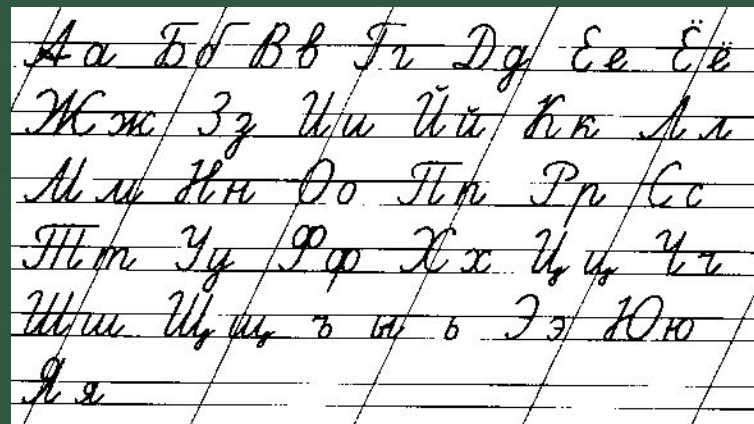 Аа Бб Вв Гг Дд Ее Ёё
Жж Зз Ии Йй Кк Лл
Мм Нн Оо Пп Рр Сс
Тт Уу Фф Хх Цц Чч
Шш Щщ ъ ы ь Ээ Юю
Яя